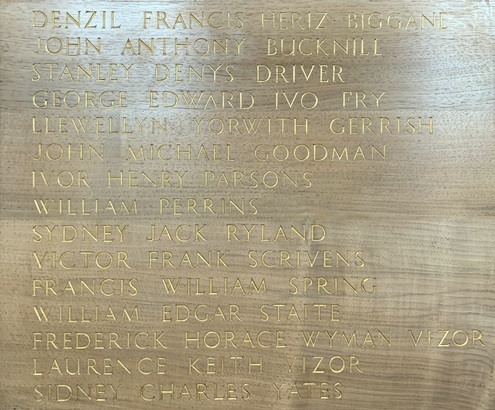 DENZIL FRANCIS HERIZ BIGGANE
JOHN ANTHONY BUCKNILL
STANLEY DENYS DRIVER
GEORGE EDWARD IVO FRY
LLEWELLYN YORWITH GERRISH
JOHN MICHAEL GOODMAN
IVOR HENRY PARSONS
WILLIAM PERRINS
SYDNEY JACK RYLAND
VICTOR FRANK SCRIVENS
FRANCIS WILLIAM SPRING
WILLIAM EDGAR STAITE
FREDERICK HORACE WYMAN VIZOR
LAURENCE KEITH VIZOR
SIDNEY CHARLES YATES